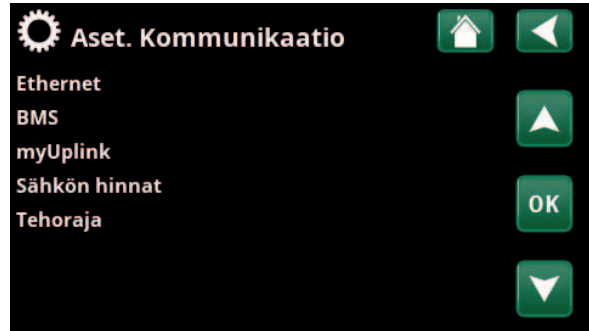 Aset. Kommunikaatio
Ethernet
BMS
myUplink
Sähkön hinnat
OK
Tehoraja